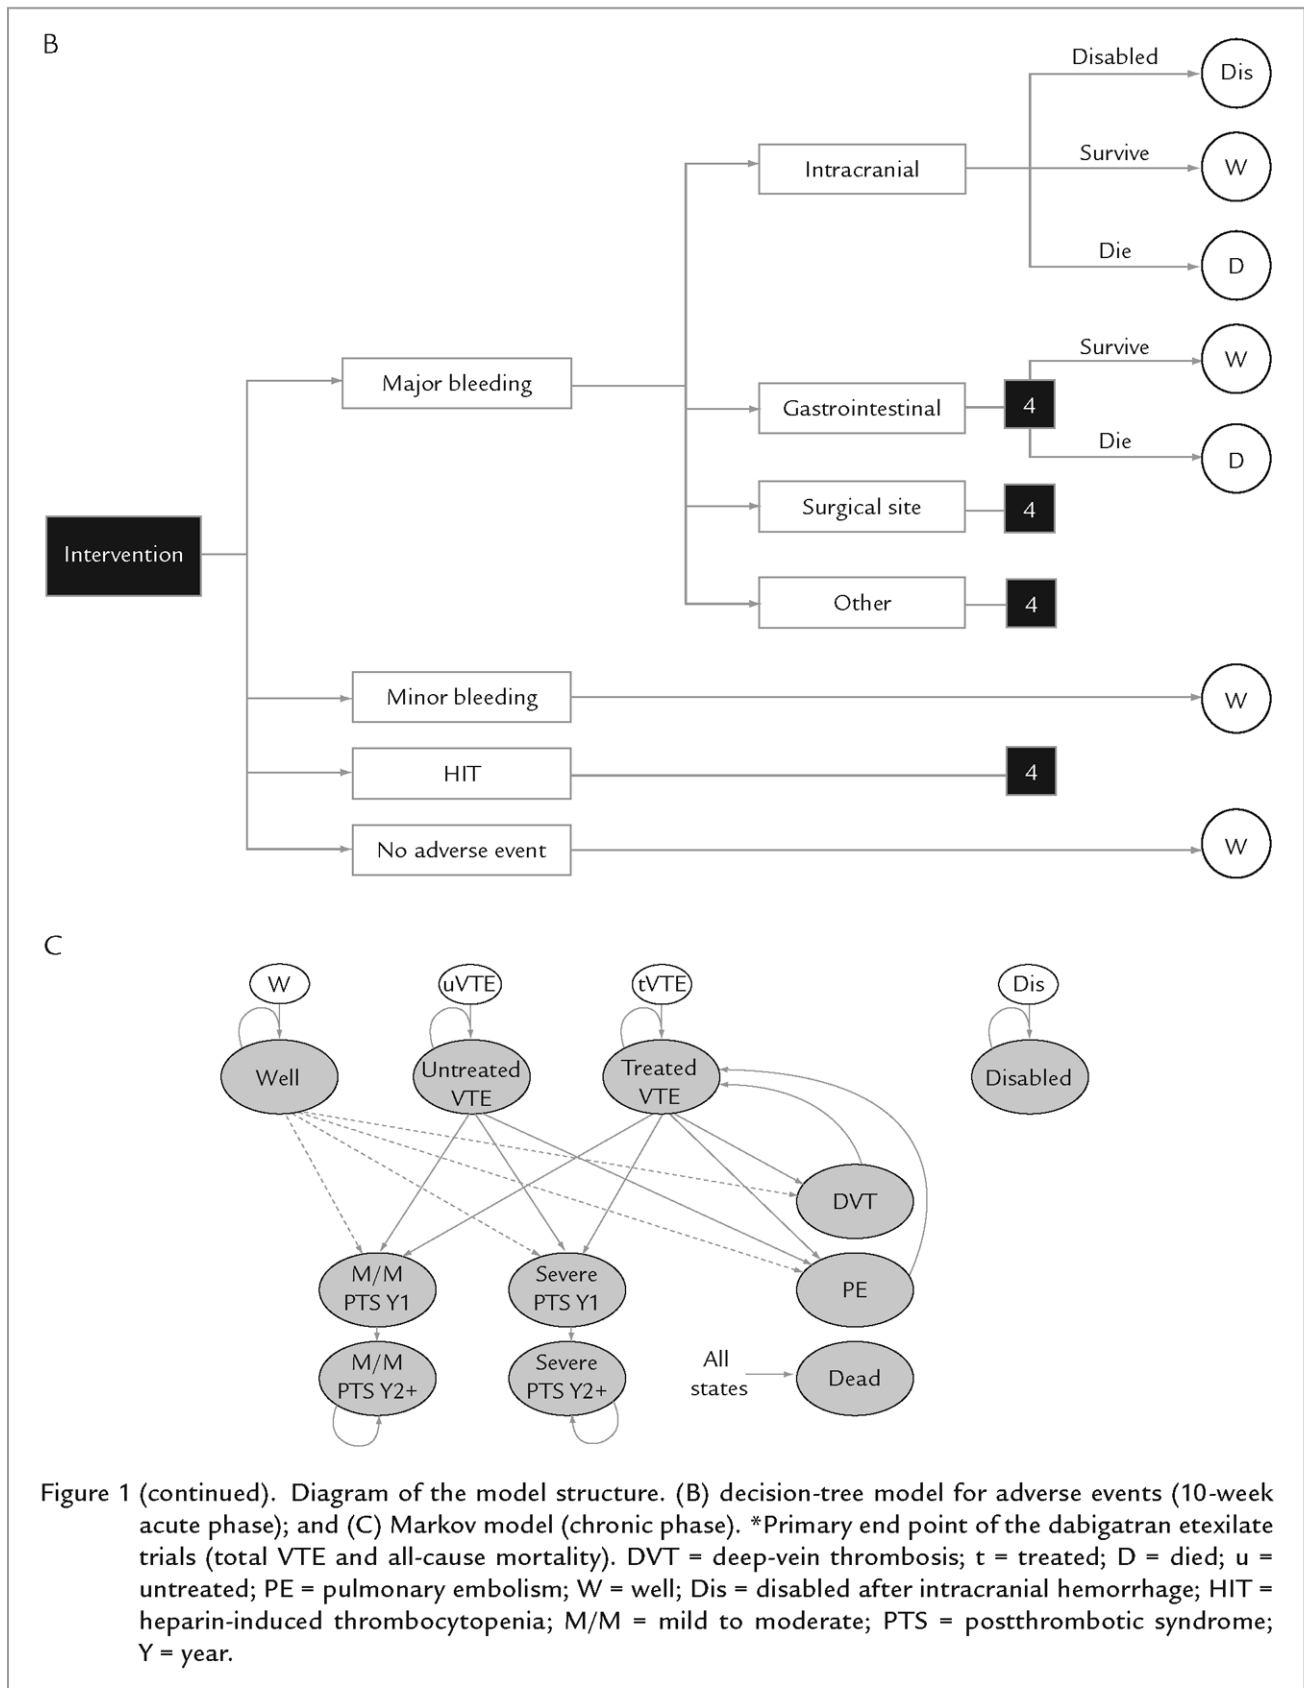 B
Disabled
Dis
Intracranial
Survive
W
Die
D
Major bleeding
Gastrointestinal
4
Survive
W
Die
D
Surgical site
4
Intervention
Other
4
Minor bleeding
W
HIT
4
No adverse event
W
C
W
uVTE
tVTE
Dis
Well
Untreated
VTE
Treated
VTE
Disabled
DVT
M/M
PTS Y1
Severe
PTS Y1
PE
M/M
PTS Y2+
Severe
PTS Y2+
All
states
Dead
Figure 1 (continued). Diagram of the model structure. (B) decision-tree model for adverse events (10-week
acute phase); and (C) Markov model (chronic phase). *Primary end point of the dabigatran etexilate
trials (total VTE and all-cause mortality). DVT = deep-vein thrombosis; t = treated; D = died; u =
untreated; PE = pulmonary embolism; W = well; Dis = disabled after intracranial hemorrhage; HIT =
heparin-induced thrombocytopenia; M/M = mild to moderate; PTS = postthrombotic syndrome;
Y = year.